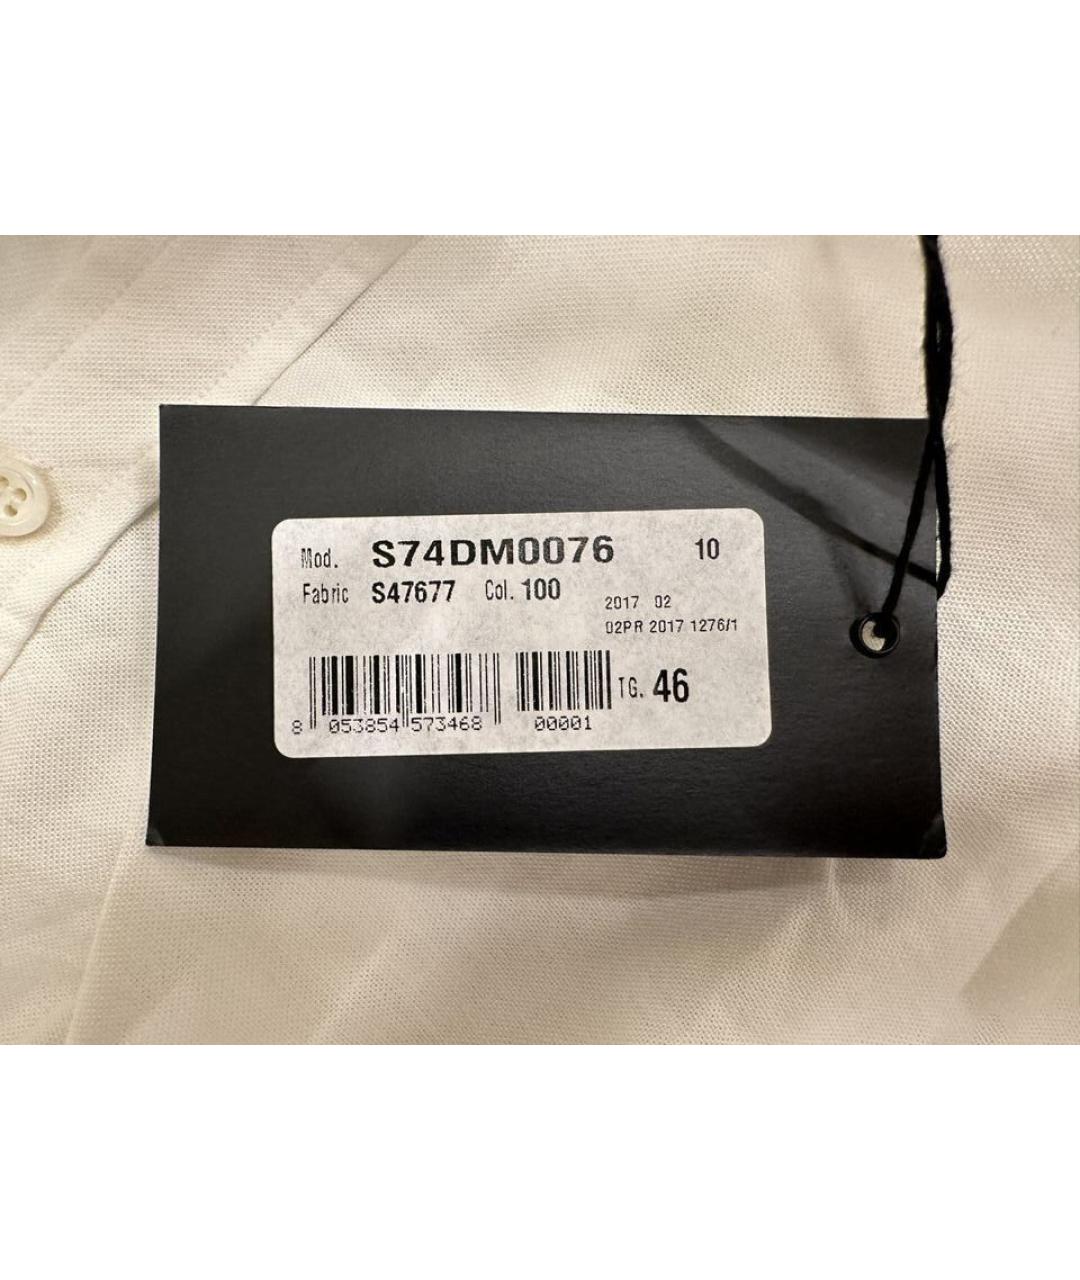 Mod. S74DM0076 10
Fabric S47677 Col. 100
2017 02
02PR 2017 1276/1
TG. 46
8 053854 573468 00001